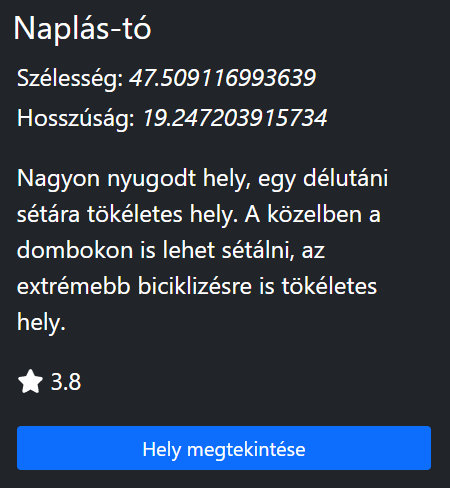 Naplás-tó
Szélesség: 47.509116993639
Hosszúság: 19.247203915734
Nagyon nyugodt hely, egy délutáni
sétára tökéletes hely. A közelben a
dombokon is lehet sétálni, az
extrémebb biciklizésre is tökéletes
hely.
3.8
Hely megtekintése